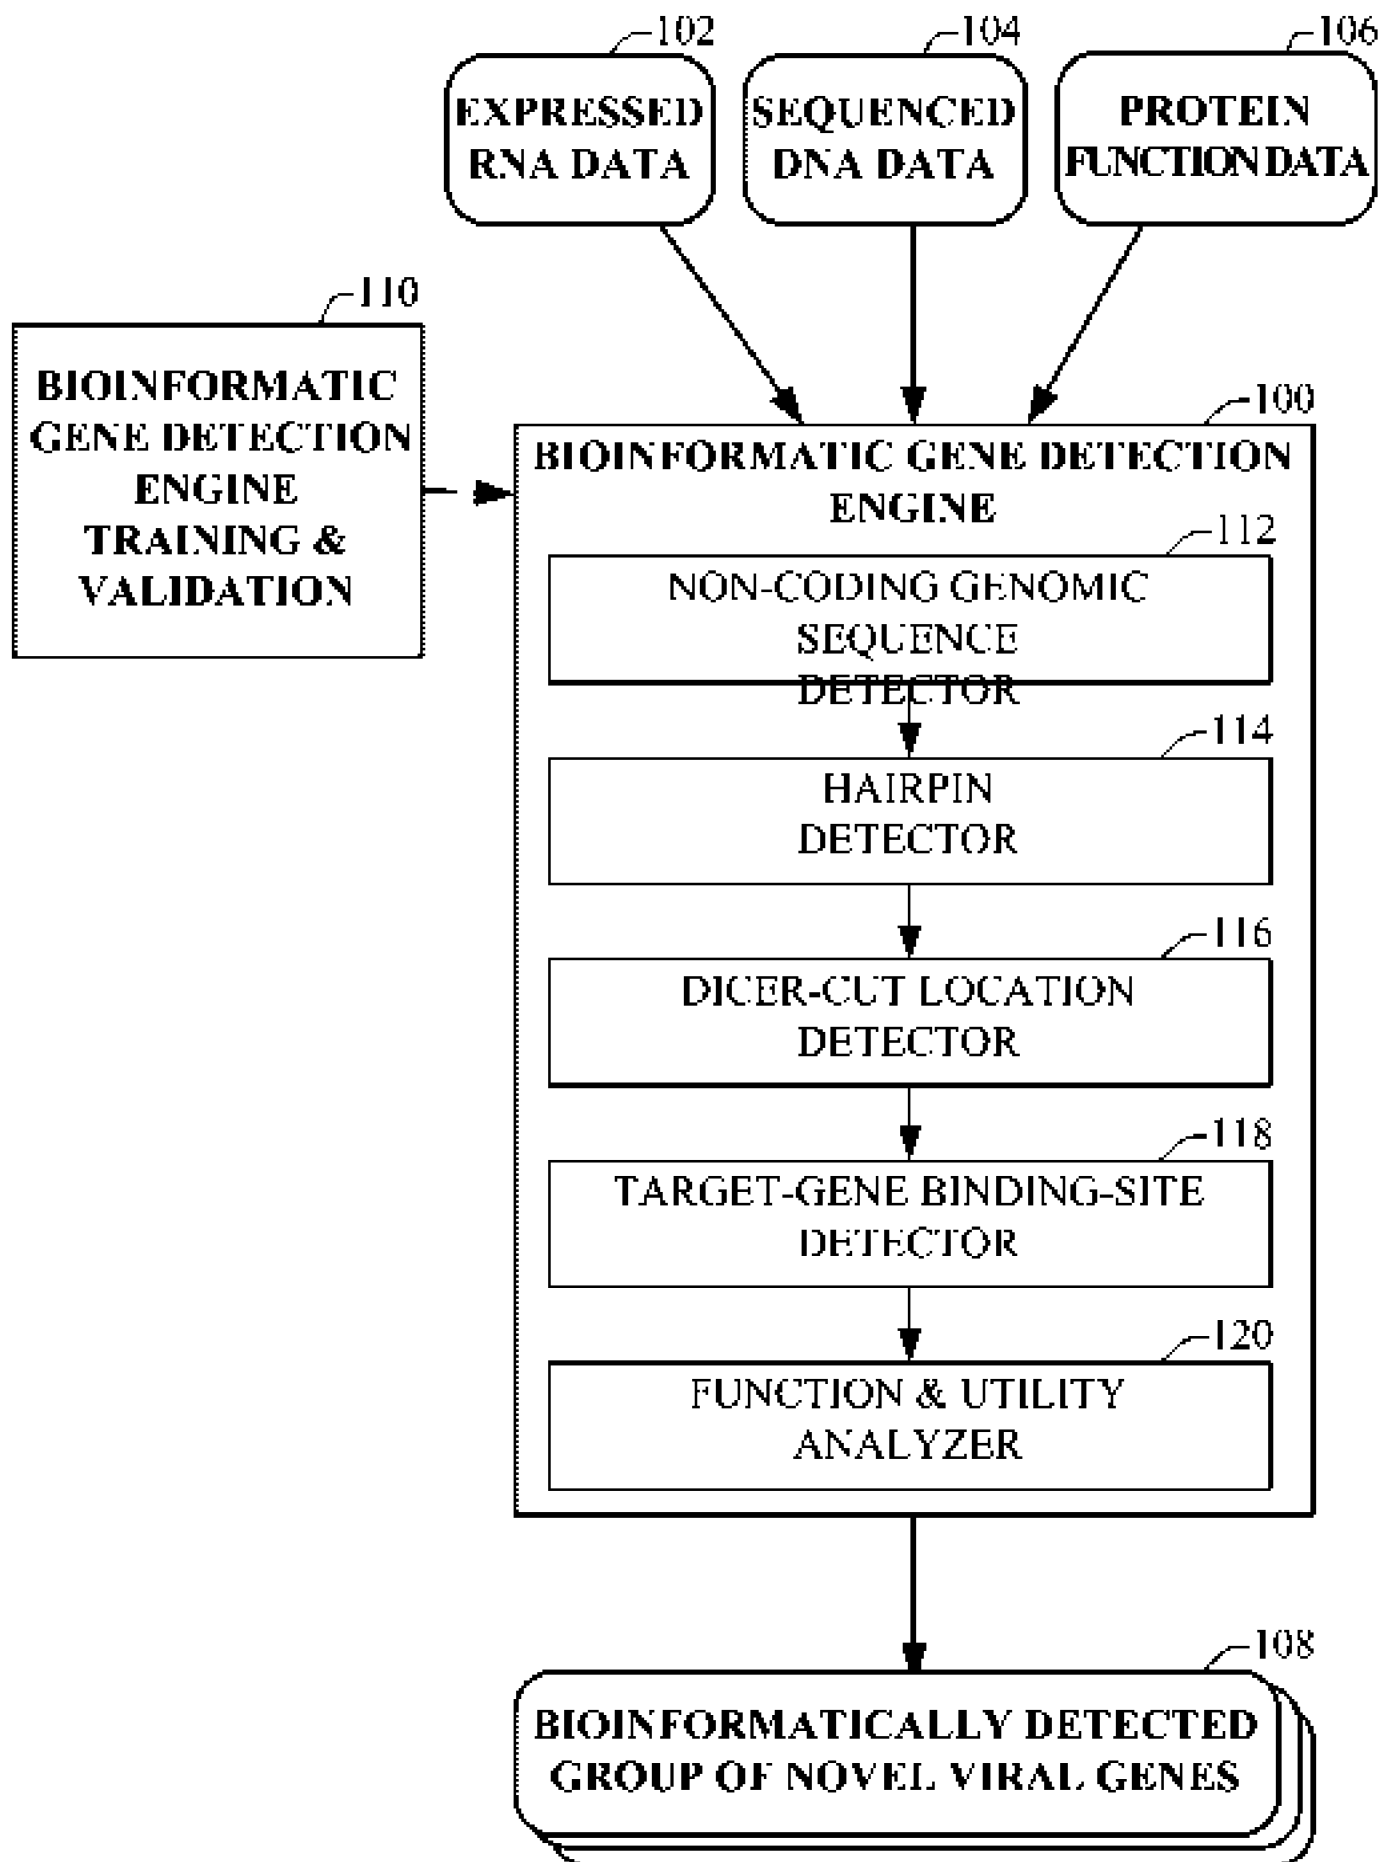 102
104
106
EXPRESSED
RNA DATA
SEQUENCED
DNA DATA
PROTEIN
FUNCTION DATA
110
BIOINFORMATIC
GENE DETECTION
ENGINE
TRAINING &
VALIDATION
100
BIOINFORMATIC GENE DETECTION
ENGINE
112
NON-CODING GENOMIC
SEQUENCE
DETECTOR
114
HAIRPIN
DETECTOR
116
DICER-CUT LOCATION
DETECTOR
118
TARGET-GENE BINDING-SITE
DETECTOR
120
FUNCTION & UTILITY
ANALYZER
108
BIOINFORMATICALLY DETECTED
GROUP OF NOVEL VIRAL GENES